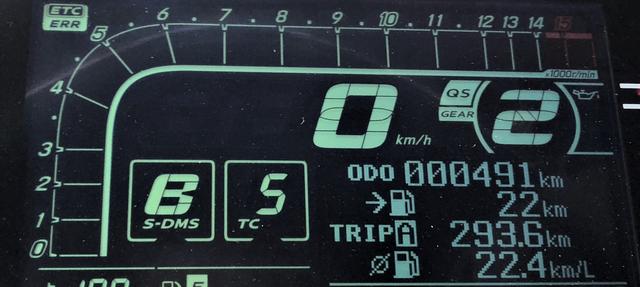 ETC
ERR
0 1 2 3 4 5 6 7 8 9 10 11 12 13 14 15
x1000r/min
0 km/h
QS
GEAR
2
ODO 000491 km
22 km
TRIP A 293.6 km
22.4 km/L
B
S-DMS
5
TC